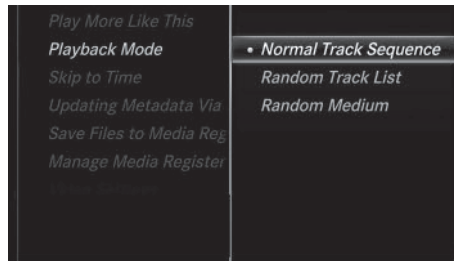 Play More Like This
Playback Mode
Skip to Time
Updating Metadata Via
Save Files to Media Reg
Manage Media Register
• Normal Track Sequence
Random Track List
Random Medium